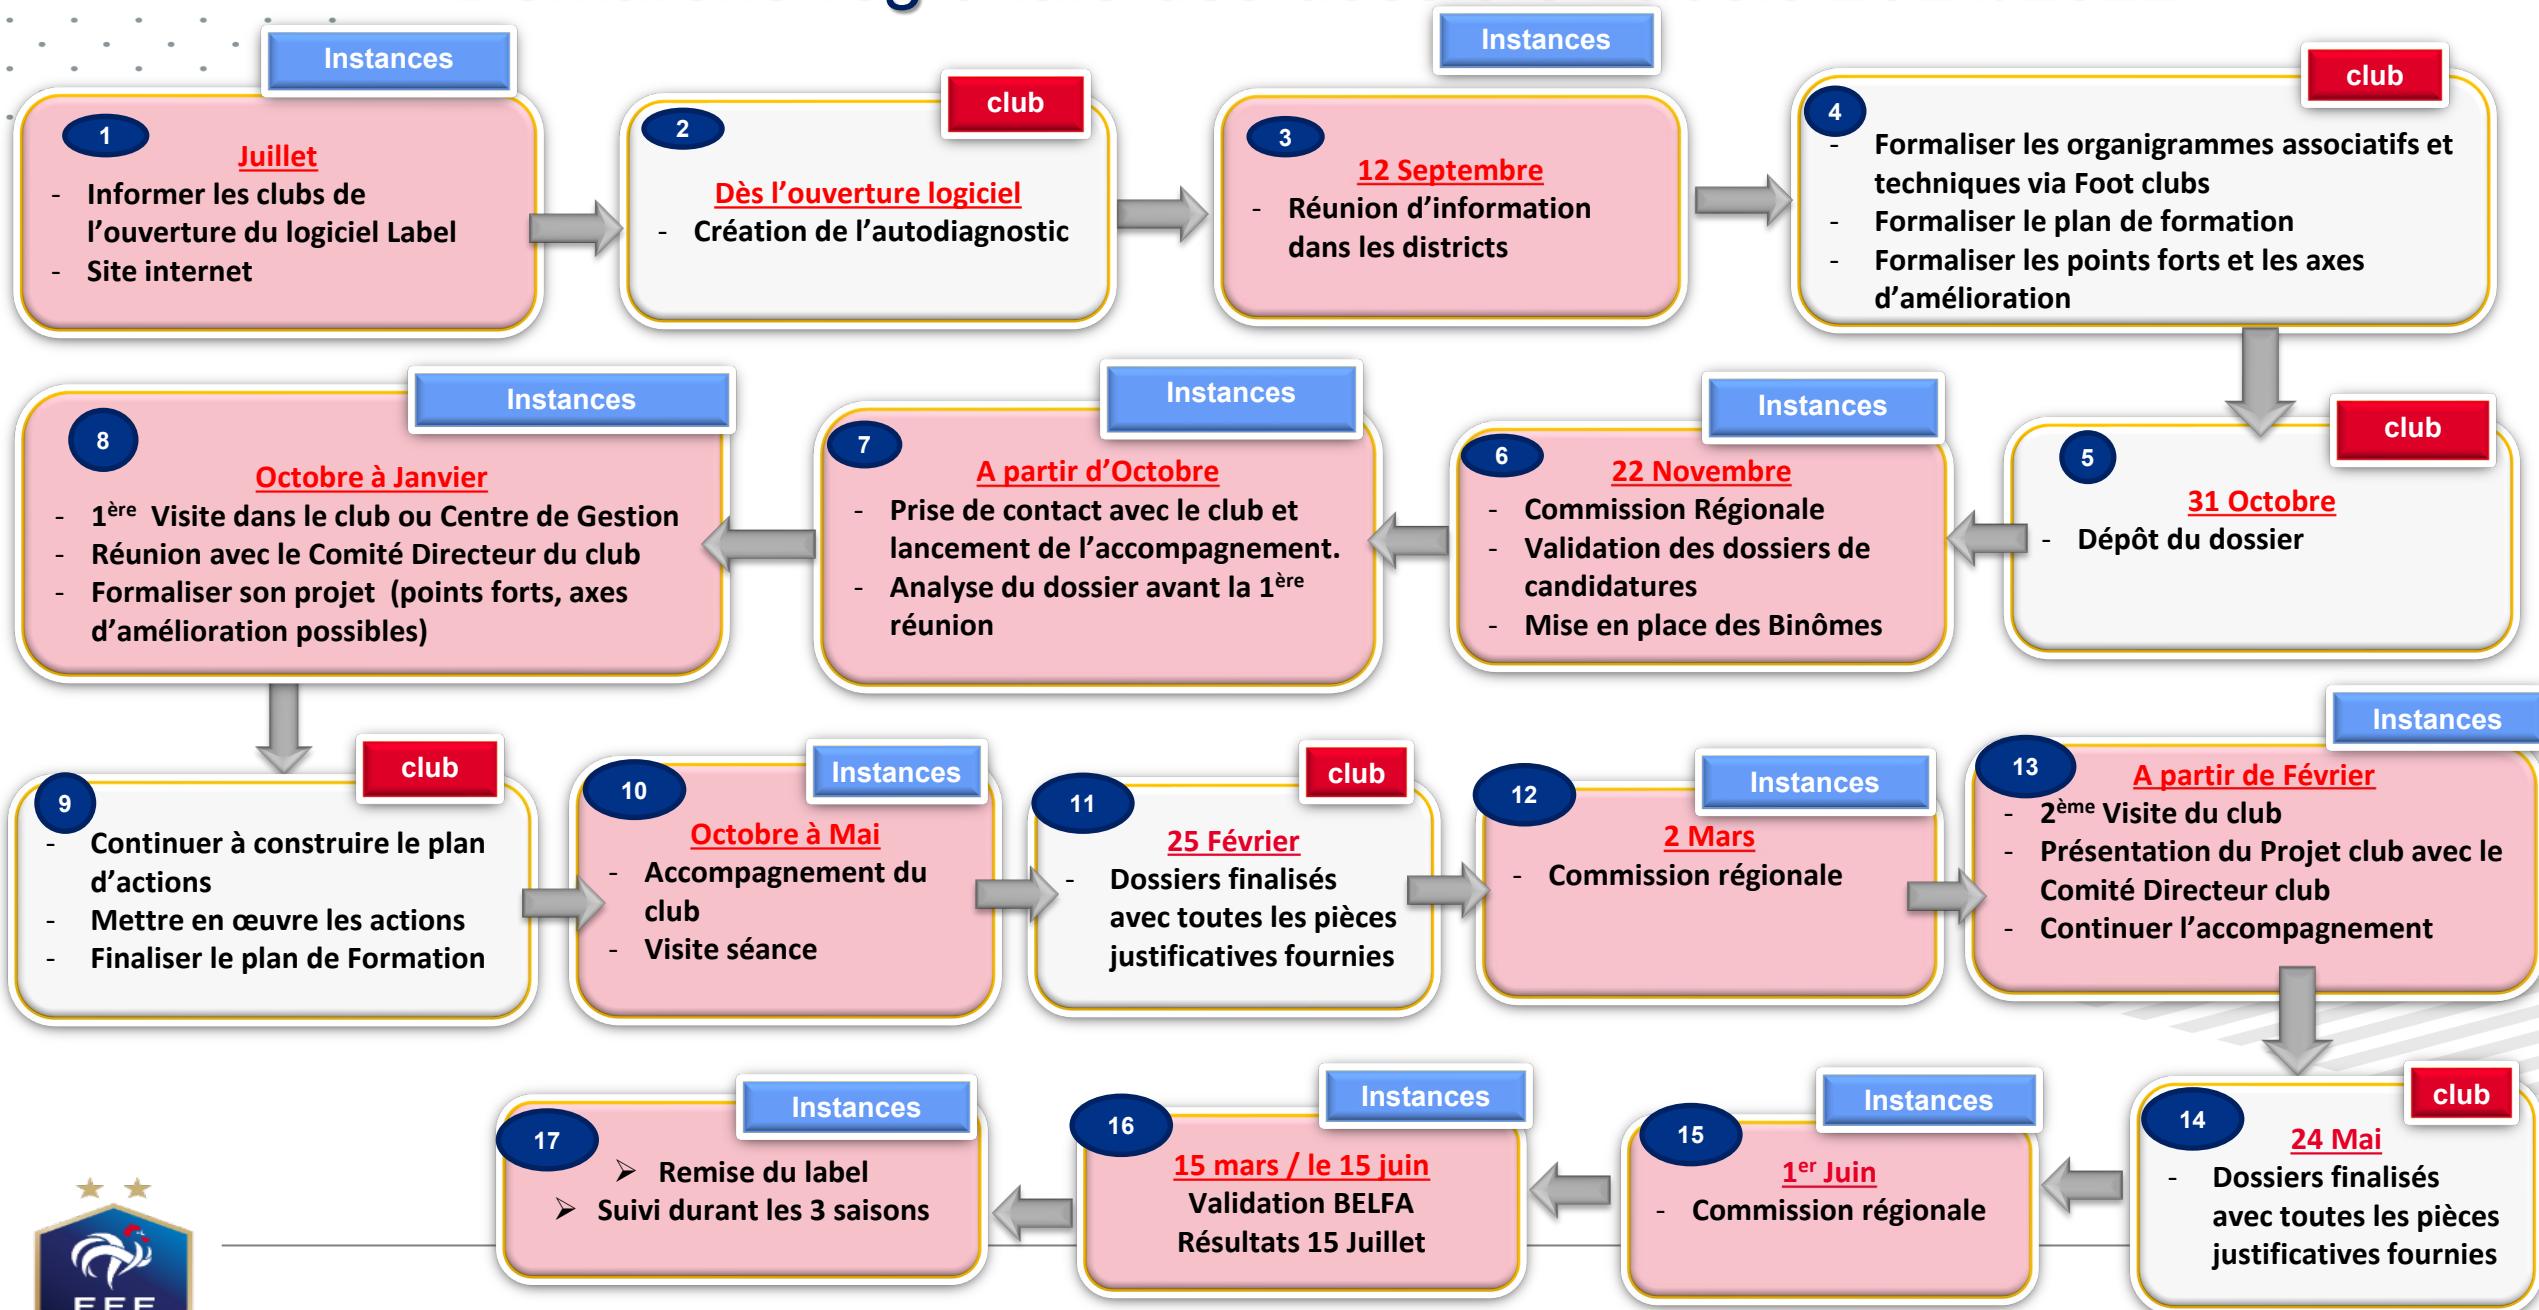 Instances
1
Juillet
- Informer les clubs de
l’ouverture du logiciel Label
- Site internet
club
2
Dès l’ouverture logiciel
- Création de l’autodiagnostic
Instances
3
12 Septembre
- Réunion d’information
dans les districts
club
4
- Formaliser les organigrammes associatifs et
techniques via Foot clubs
- Formaliser le plan de formation
- Formaliser les points forts et les axes
d’amélioration
club
5
31 Octobre
- Dépôt du dossier
Instances
6
22 Novembre
- Commission Régionale
- Validation des dossiers de
candidatures
- Mise en place des Binômes
Instances
7
A partir d’Octobre
- Prise de contact avec le club et
lancement de l’accompagnement.
- Analyse du dossier avant la 1ère
réunion
Instances
8
Octobre à Janvier
- 1ère Visite dans le club ou Centre de Gestion
- Réunion avec le Comité Directeur du club
- Formaliser son projet (points forts, axes
d’amélioration possibles)
club
9
- Continuer à construire le plan
d’actions
- Mettre en œuvre les actions
- Finaliser le plan de Formation
Instances
10
Octobre à Mai
- Accompagnement du
club
- Visite séance
club
11
25 Février
- Dossiers finalisés
avec toutes les pièces
justificatives fournies
Instances
12
2 Mars
- Commission régionale
Instances
13
A partir de Février
- 2ème Visite du club
- Présentation du Projet club avec le
Comité Directeur club
- Continuer l’accompagnement
club
14
24 Mai
- Dossiers finalisés
avec toutes les pièces
justificatives fournies
Instances
15
1er Juin
- Commission régionale
Instances
16
15 mars / le 15 juin
Validation BELFA
Résultats 15 Juillet
Instances
17
➢ Remise du label
➢ Suivi durant les 3 saisons
FFF